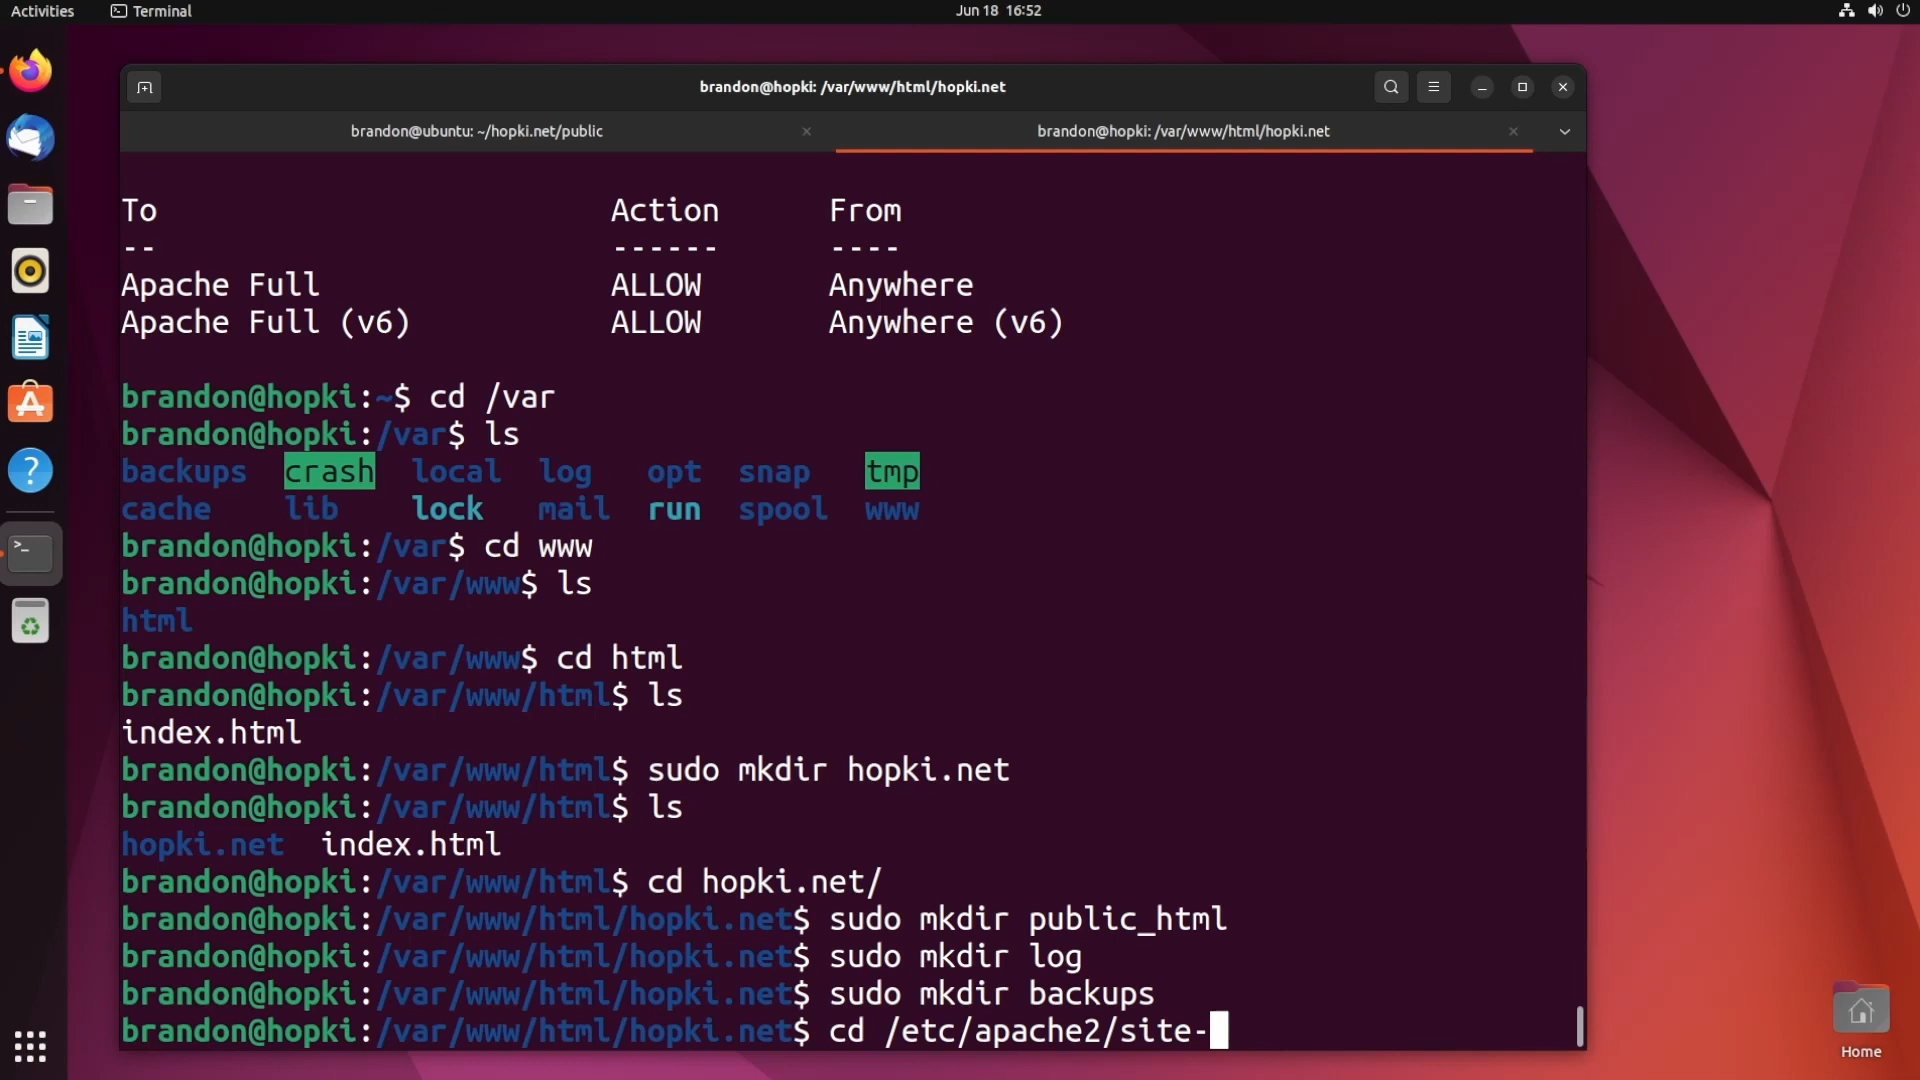 Activities
Terminal
Jun 18 16:52
brandon@hopki: /var/www/html/hopki.net
brandon@ubuntu: ~/hopki.net/public
brandon@hopki: /var/www/html/hopki.net
To Action From
-- ------ ----
Apache Full ALLOW Anywhere
Apache Full (v6) ALLOW Anywhere (v6)
brandon@hopki:~$ cd /var
brandon@hopki:/var$ ls
backups crash local log opt snap tmp
cache lib lock mail run spool www
brandon@hopki:/var$ cd www
brandon@hopki:/var/www$ ls
html
brandon@hopki:/var/www$ cd html
brandon@hopki:/var/www/html$ ls
index.html
brandon@hopki:/var/www/html$ sudo mkdir hopki.net
brandon@hopki:/var/www/html$ ls
hopki.net index.html
brandon@hopki:/var/www/html$ cd hopki.net/
brandon@hopki:/var/www/html/hopki.net$ sudo mkdir public_html
brandon@hopki:/var/www/html/hopki.net$ sudo mkdir log
brandon@hopki:/var/www/html/hopki.net$ sudo mkdir backups
brandon@hopki:/var/www/html/hopki.net$ cd /etc/apache2/site-
Home